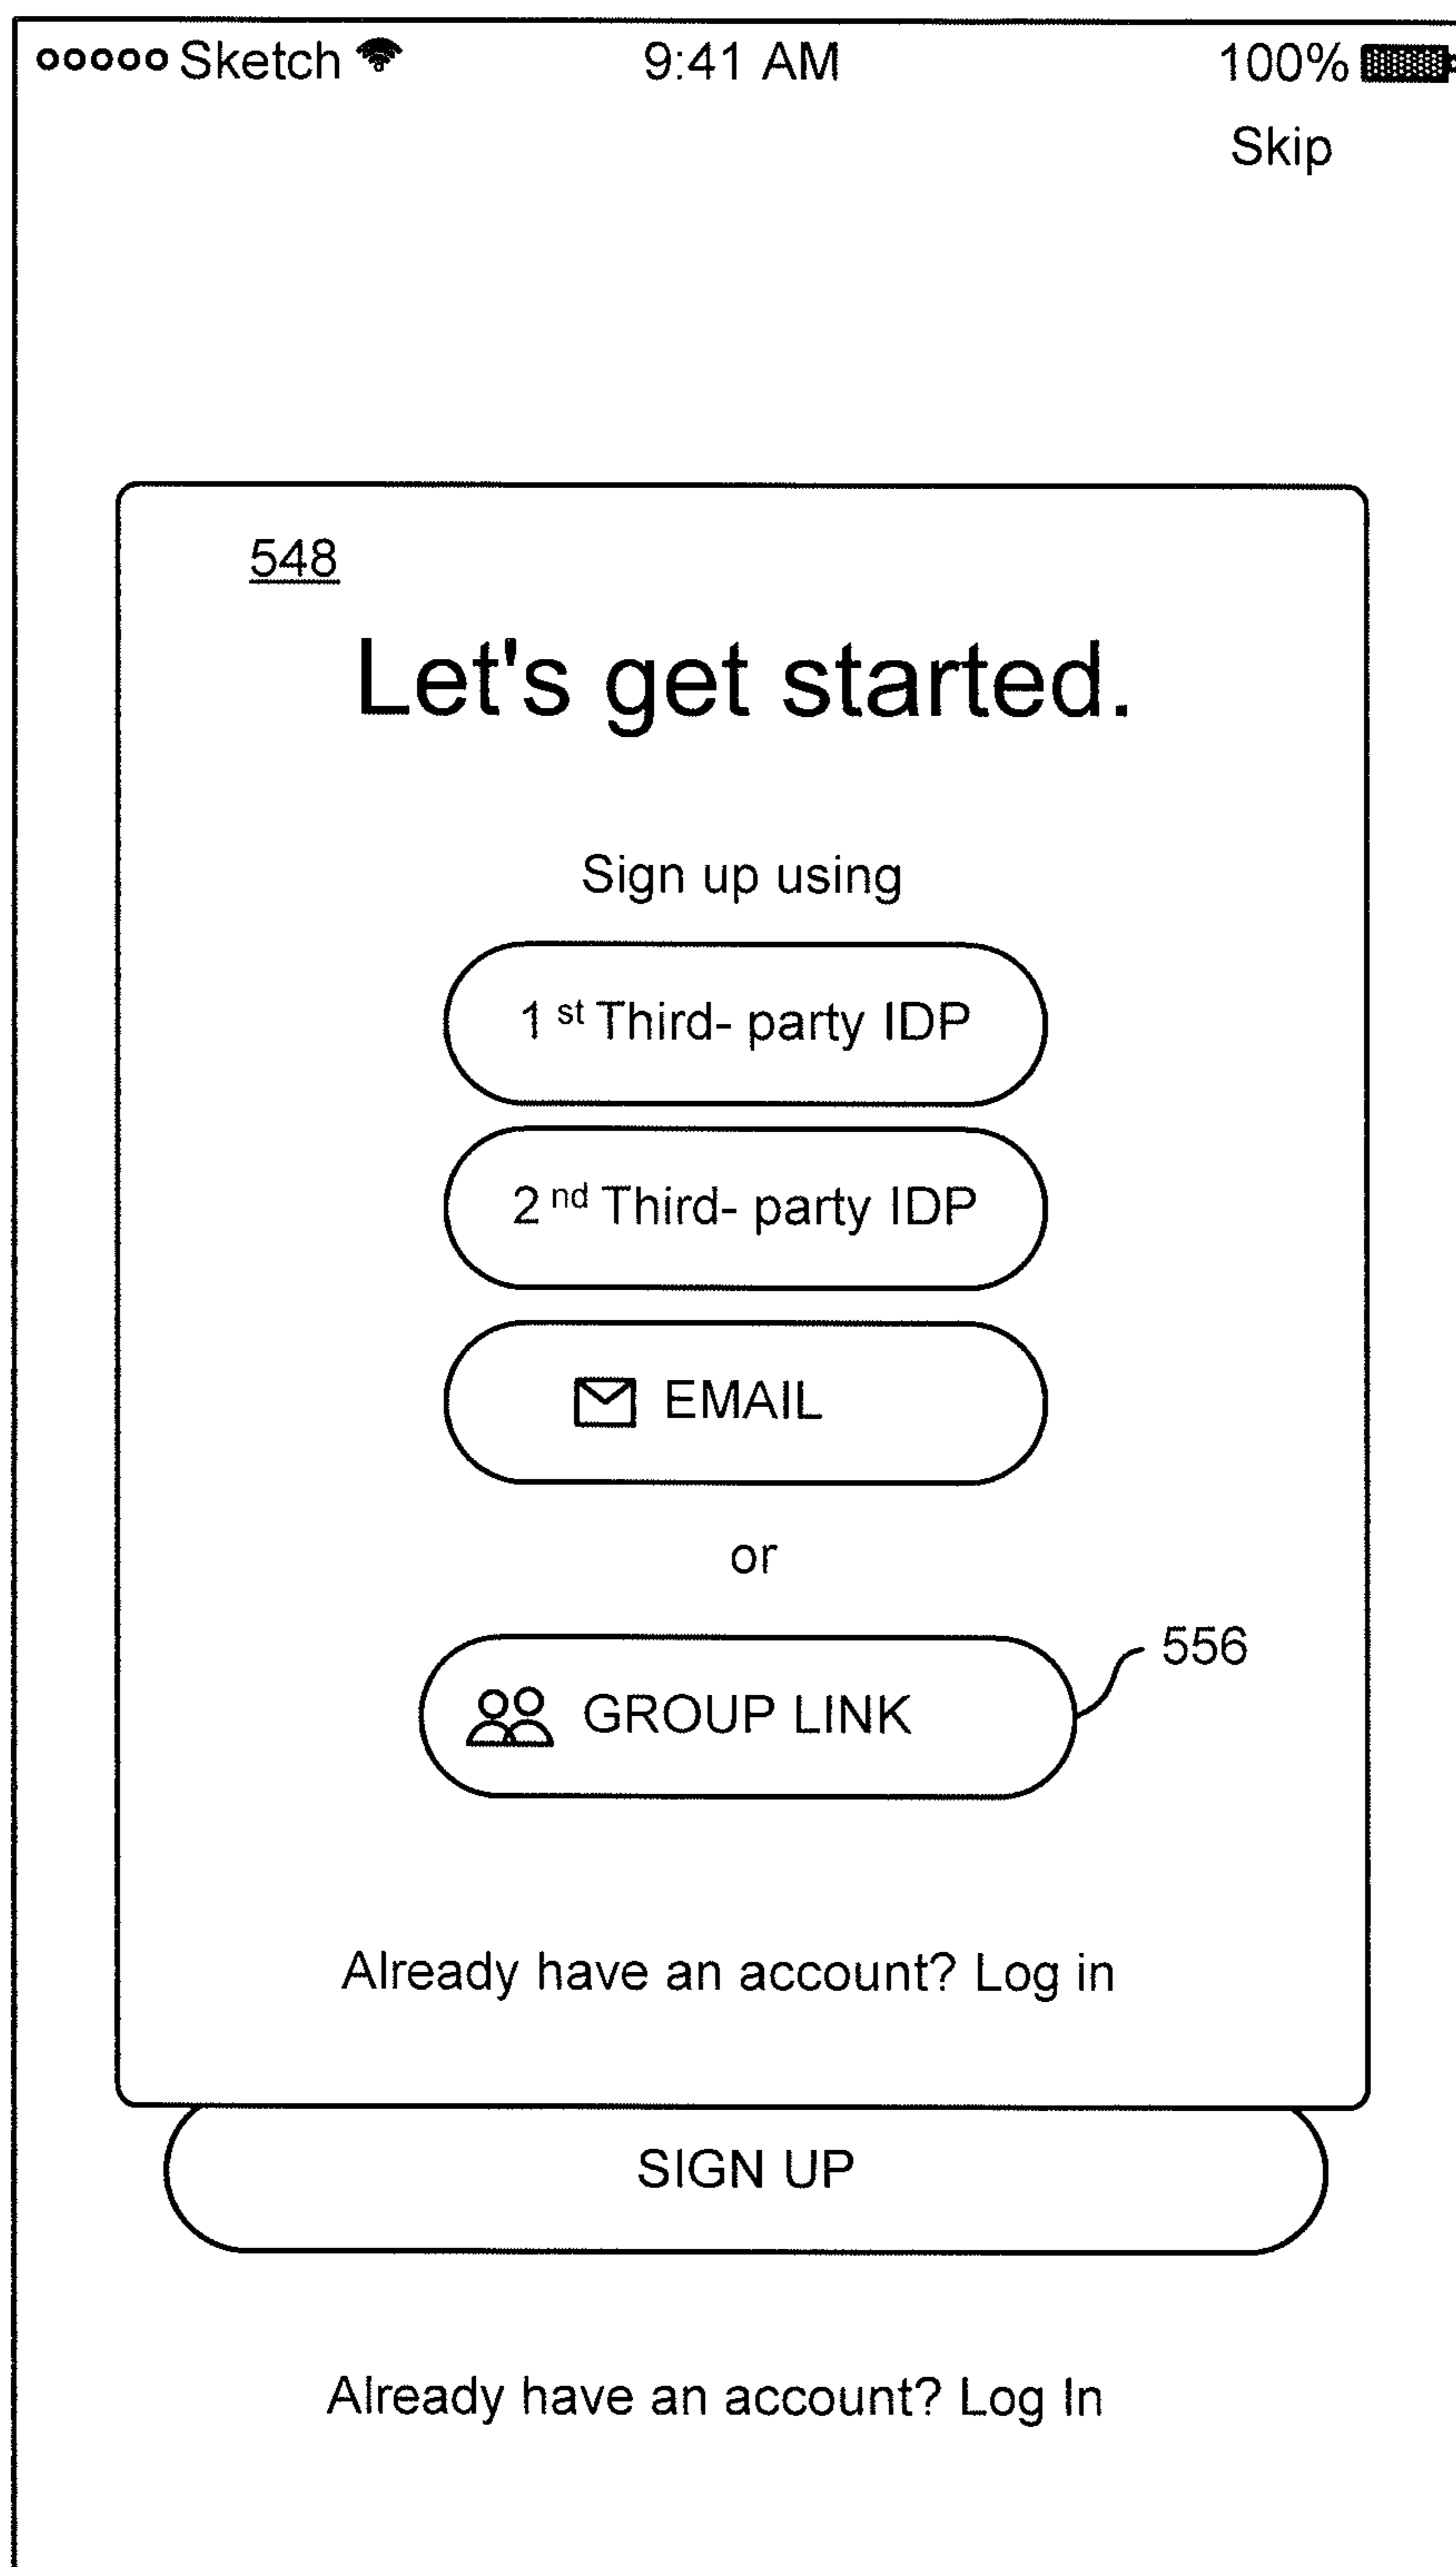 Sketch 9:41 AM 100%
Skip
548
Let's get started.
Sign up using
1 st Third- party IDP
2 nd Third- party IDP
EMAIL
or
556
GROUP LINK
Already have an account? Log in
SIGN UP
Already have an account? Log In